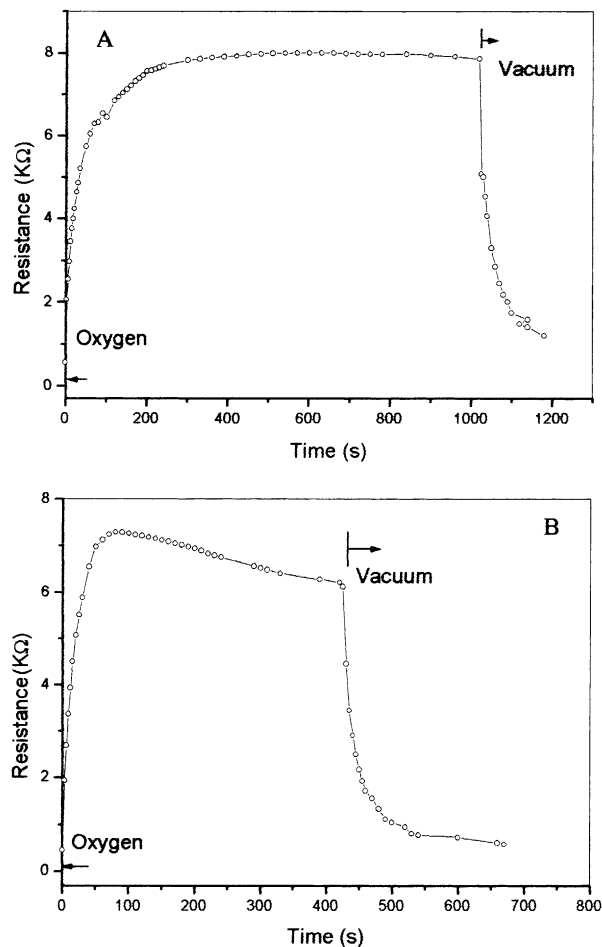 A
Resistance (KΩ)
8
6
4
2
0
Vacuum
Oxygen
0 200 400 600 800 1000 1200
Time (s)
B
Resistance(KΩ)
8
6
4
2
0
Vacuum
Oxygen
0 100 200 300 400 500 600 700 800
Time (s)